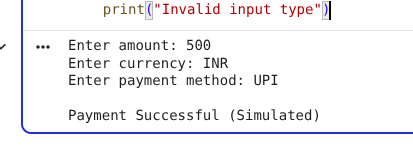 print("Invalid input type")
Enter amount: 500
Enter currency: INR
Enter payment method: UPI
Payment Successful (Simulated)